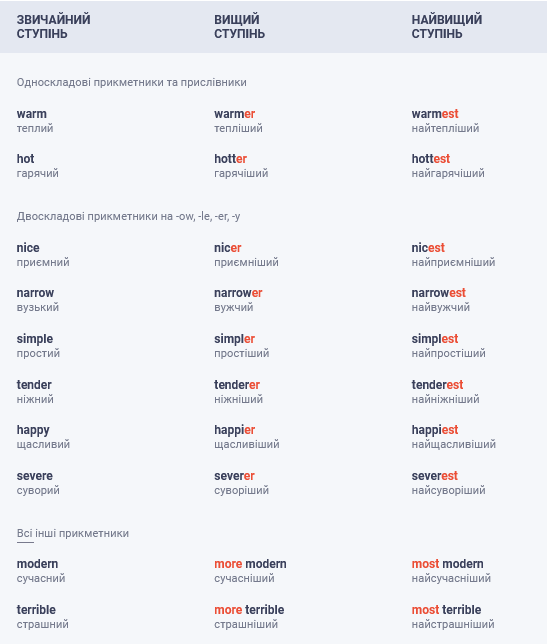 ЗВИЧАЙНИЙ СТУПІНЬ ВИЩИЙ СТУПІНЬ НАЙВИЩИЙ СТУПІНЬ
Односкладові прикметники та прислівники
warm warmer warmest
теплий тепліший найтепліший
hot hotter hottest
гарячий гарячіший найгарячіший
Двоскладові прикметники на -ow, -le, -er, -y
nice nicer nicest
приємний приємніший найприємніший
narrow narrower narrowest
вузький вужчий найвужчий
simple simpler simplest
простий простіший найпростіший
tender tenderer tenderest
ніжний ніжніший найніжніший
happy happier happiest
щасливий щасливіший найщасливіший
severe severer severest
суворий суворіший найсуворіший
Всі інші прикметники
modern more modern most modern
сучасний сучасніший найсучасніший
terrible more terrible most terrible
страшний страшніший найстрашніший